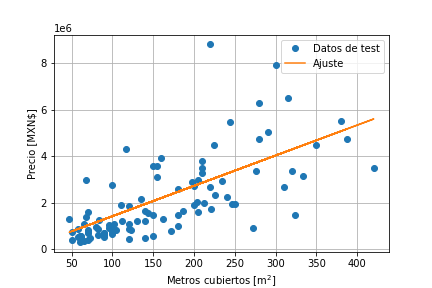 1e6
Datos de test
Ajuste
8
6
4
2
0
Precio [MXN$]
50 100 150 200 250 300 350 400
Metros cubiertos [m²]